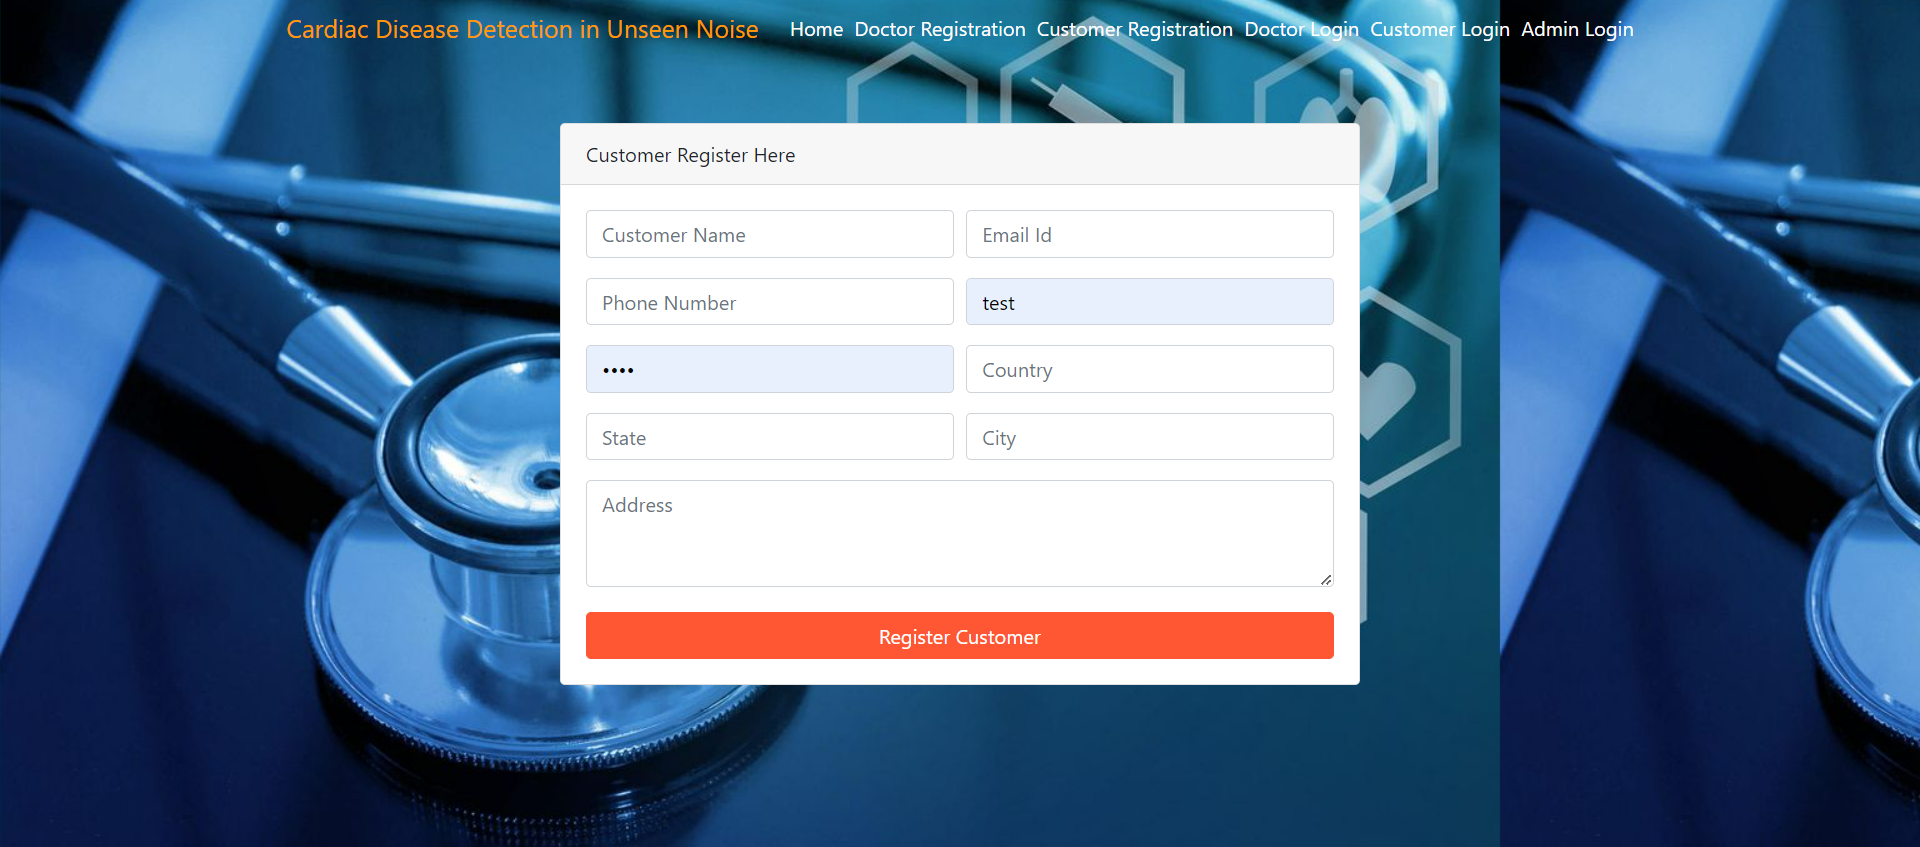 Cardiac Disease Detection in Unseen Noise Home Doctor Registration Customer Registration Doctor Login Customer Login Admin Login
Customer Register Here
Customer Name Email Id
Phone Number test
•••• Country
State City
Address
Register Customer